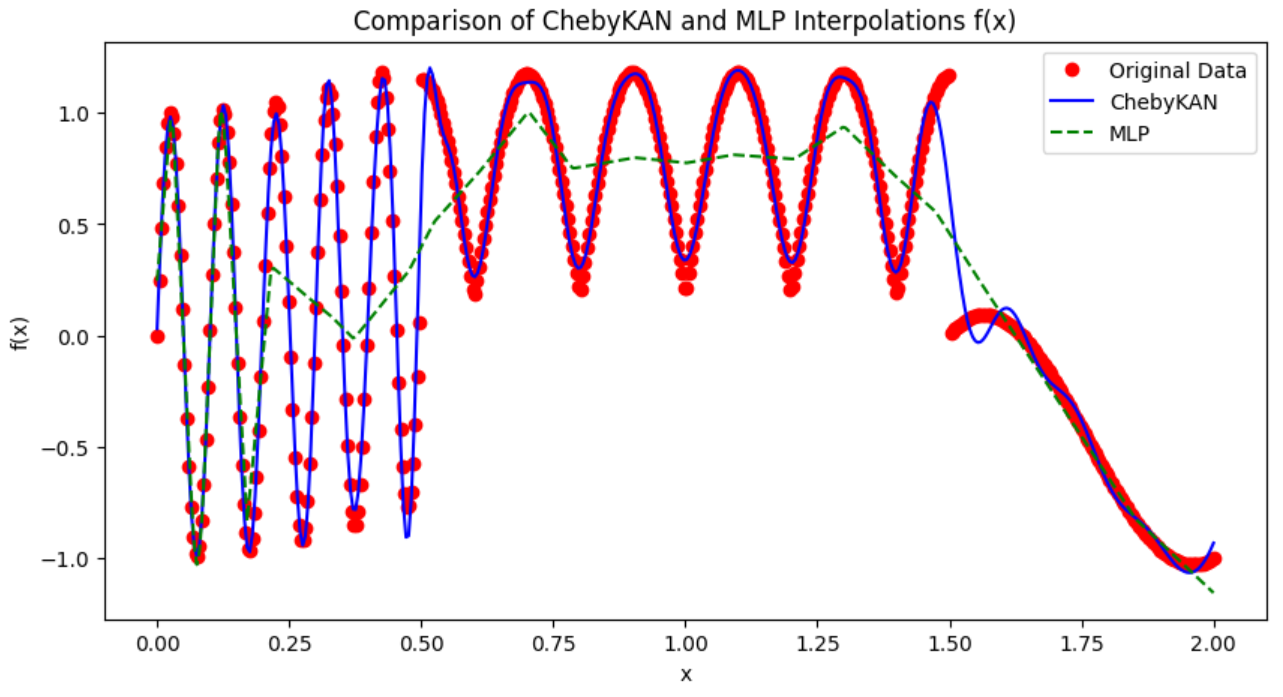 Comparison of ChebyKAN and MLP Interpolations f(x)
Original Data
ChebyKAN
MLP
f(x)
1.0
0.5
0.0
−0.5
−1.0
0.00 0.25 0.50 0.75 1.00 1.25 1.50 1.75 2.00
x